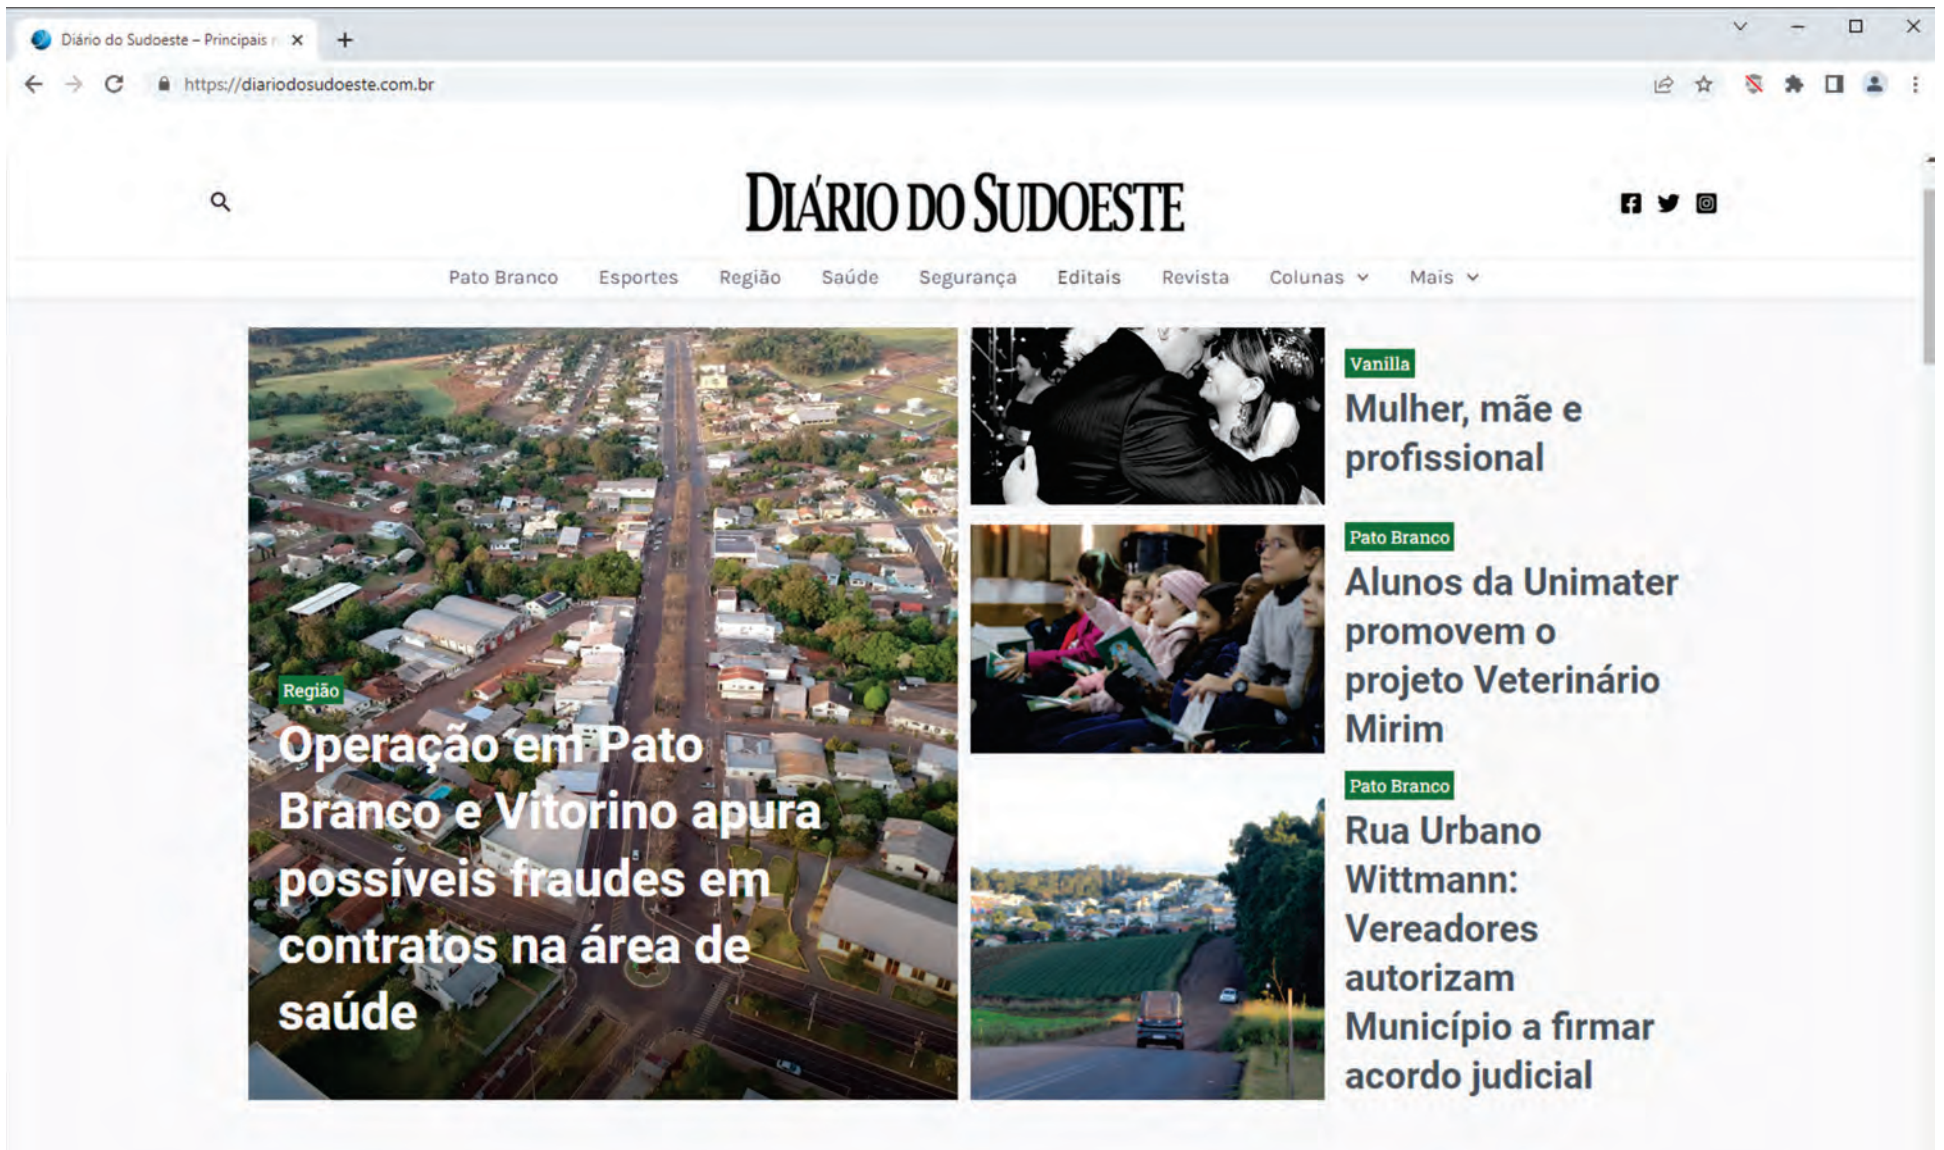 Diário do Sudoeste – Principais
https://diariodosudoeste.com.br
DIÁRIO DO SUDOESTE
Pato Branco Esportes Região Saúde Segurança Editais Revista Colunas Mais
Região
Operação em Pato
Branco e Vitorino apura
possíveis fraudes em
contratos na área de
saúde
Vanilla
Mulher, mãe e
profissional
Pato Branco
Alunos da Unimater
promovem o
projeto Veterinário
Mirim
Pato Branco
Rua Urbano
Wittmann:
Vereadores
autorizam
Município a firmar
acordo judicial